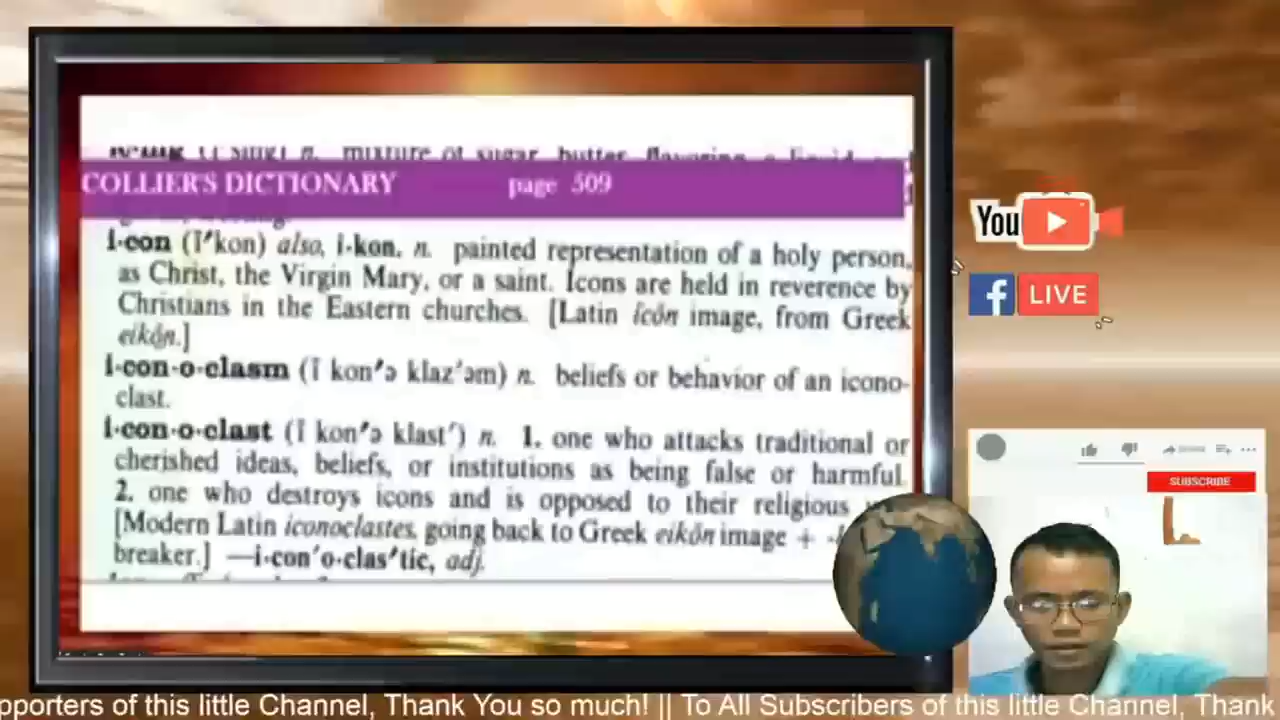 mixture of sugar, butter, flavoring
COLLIER'S DICTIONARY page 509
i·con (ī′kon) also, i·kon. n. painted representation of a holy person,
as Christ, the Virgin Mary, or a saint. Icons are held in reverence by
Christians in the Eastern churches. [Latin īcōn image, from Greek
eikōn.]
i·con·o·clasm (ī kon′ə klaz′əm) n. beliefs or behavior of an icono-
clast.
i·con·o·clast (ī kon′ə klast′) n. 1. one who attacks traditional or
cherished ideas, beliefs, or institutions as being false or harmful.
2. one who destroys icons and is opposed to their religious
[Modern Latin iconoclastes, going back to Greek eikōn image +
breaker.] —i·con′o·clas′tic, adj.
You
f LIVE
SHARE
SUBSCRIBE
L
pporters of this little Channel, Thank You so much! || To All Subscribers of this little Channel, Thank